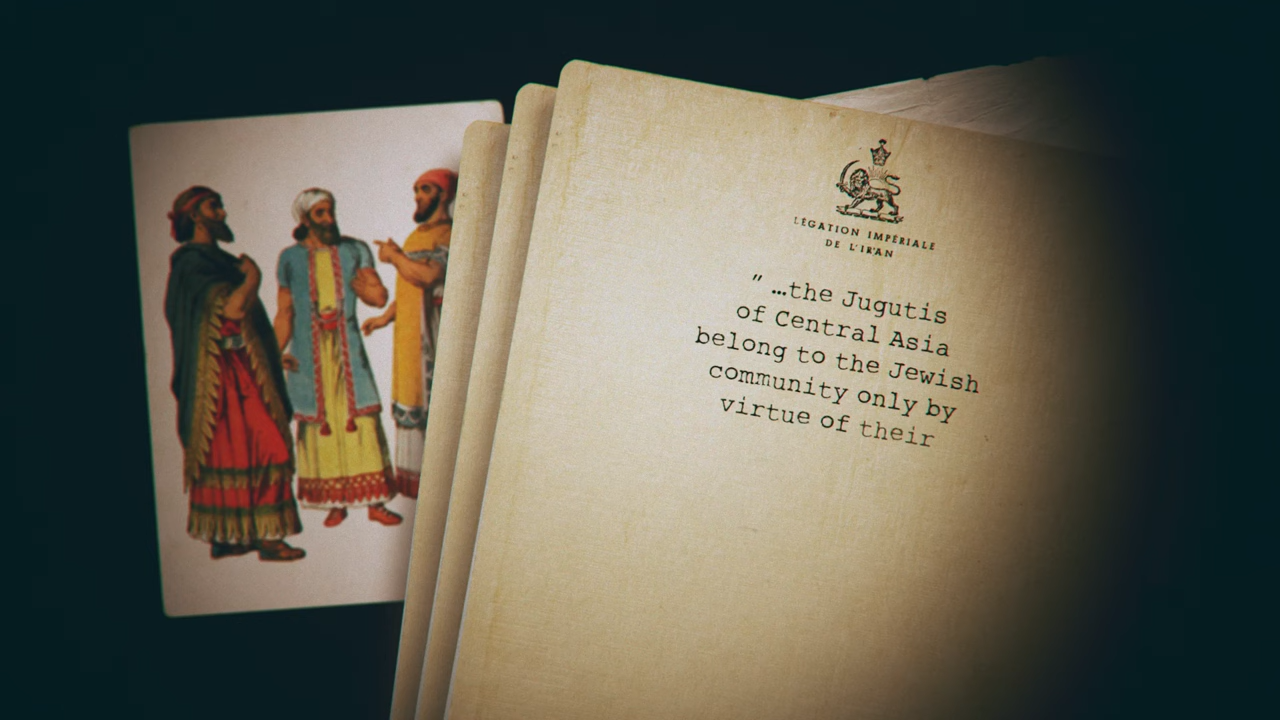 LÉGATION IMPÉRIALE
DE L'IRAN
" …the Jugutis
of Central Asia
belong to the Jewish
community only by
virtue of their